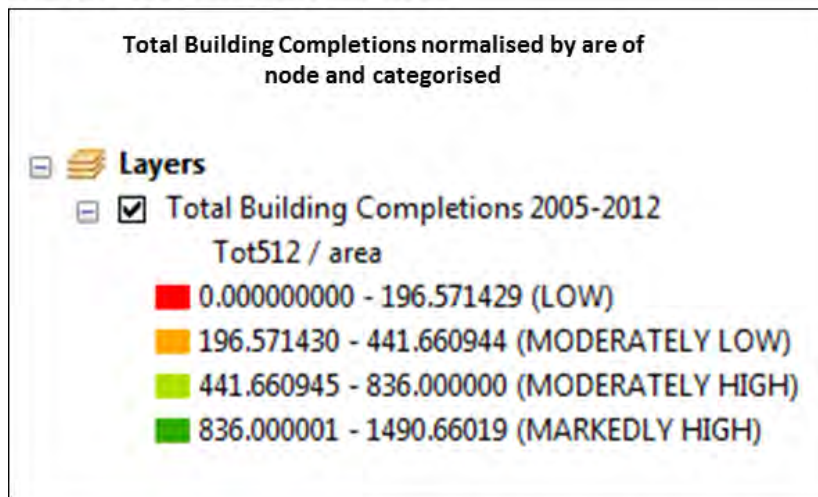 Total Building Completions normalised by are of
node and categorised
Layers
Total Building Completions 2005-2012
Tot512 / area
0.000000000 - 196.571429 (LOW)
196.571430 - 441.660944 (MODERATELY LOW)
441.660945 - 836.000000 (MODERATELY HIGH)
836.000001 - 1490.66019 (MARKEDLY HIGH)